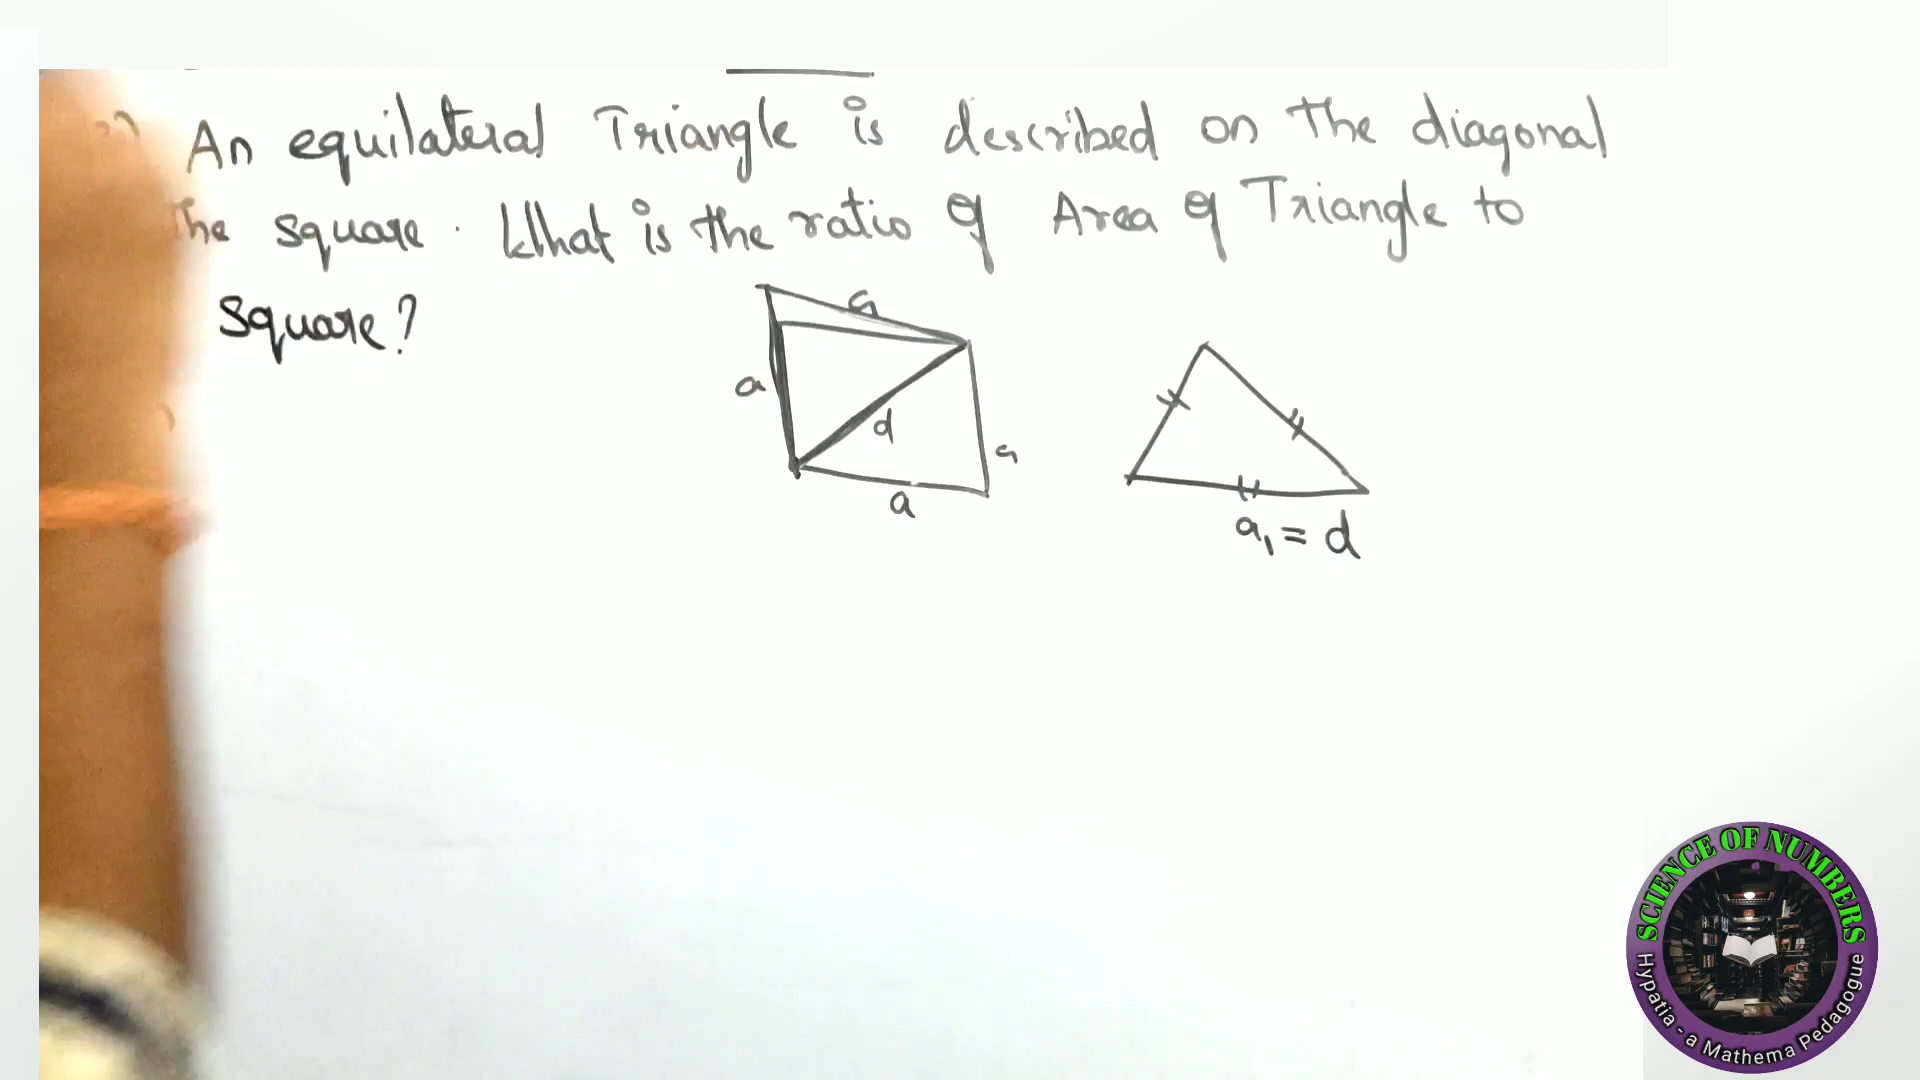 An equilateral Triangle is described on the diagonal
The square. What is the ratio of Area of Triangle to
Square?
a
a
d
a
a
a₁ = d
SCIENCE OF NUMBERS
Hypatia - a Mathema Pedagogue